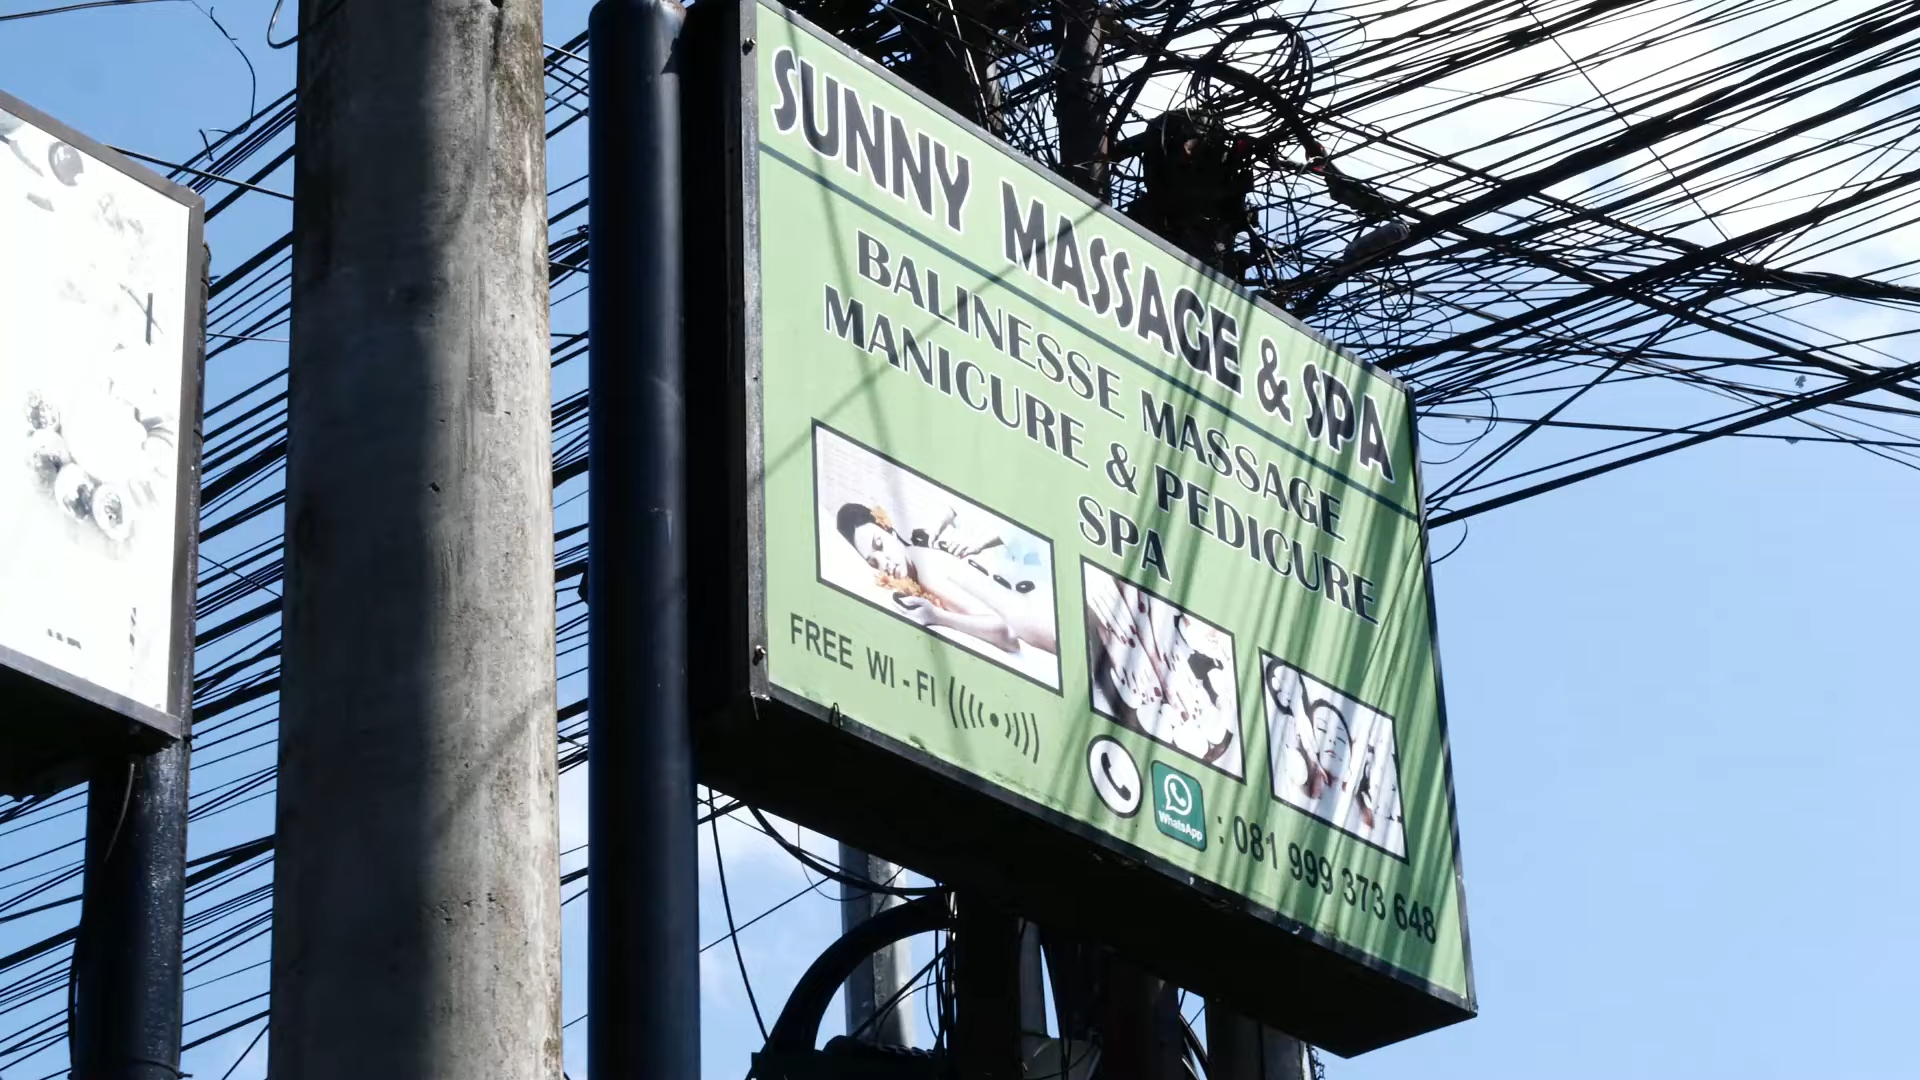 SUNNY MASSAGE & SPA
BALINESSE MASSAGE
MANICURE & PEDICURE
SPA
FREE WI-FI
WhatsApp
: 081 999 373 648